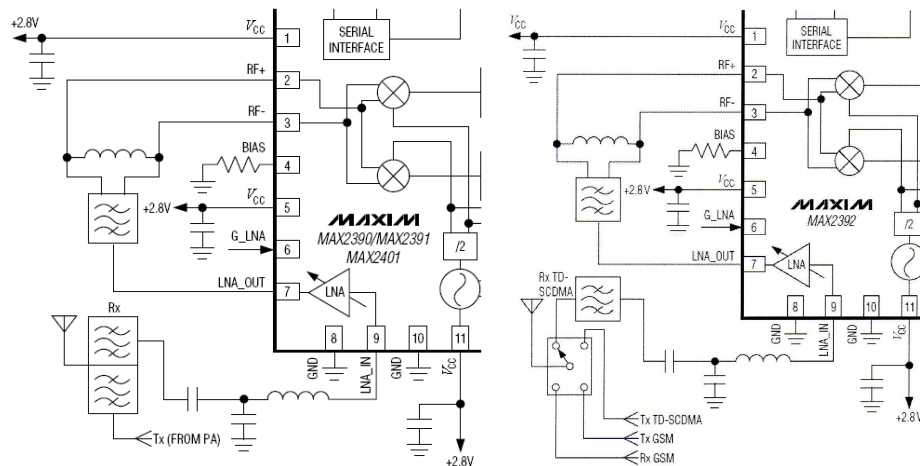 +2.8V
VCC
1
SERIAL
INTERFACE
RF+
2
RF-
3
BIAS
4
VCC
+2.8V
5
MAXIM
MAX2390/MAX2391
MAX2401
G_LNA
6
/2
LNA_OUT
7
LNA
Rx
8
9
10
11
GND
LNA_IN
GND
VCC
Tx (FROM PA)
+2.8V
VCC
VCC
1
SERIAL
INTERFACE
RF+
2
RF-
3
BIAS
4
VCC
+2.8V
5
MAXIM
MAX2392
G_LNA
6
/2
LNA_OUT
7
LNA
Rx TD-
SCDMA
8
9
10
11
GND
LNA_IN
GND
VCC
Tx TD-SCDMA
Tx GSM
Rx GSM
+2.8V